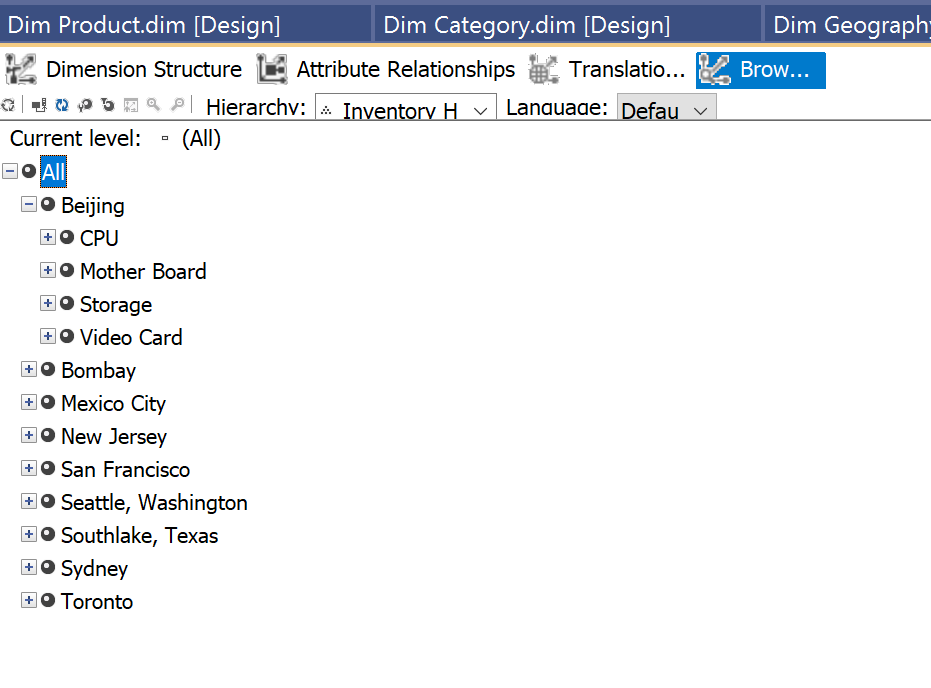 Dim Product.dim [Design] Dim Category.dim [Design] Dim Geography
Dimension Structure Attribute Relationships Translatio... Brow...
Hierarchy: Inventory H Language: Defau
Current level: (All)
All
Beijing
CPU
Mother Board
Storage
Video Card
Bombay
Mexico City
New Jersey
San Francisco
Seattle, Washington
Southlake, Texas
Sydney
Toronto